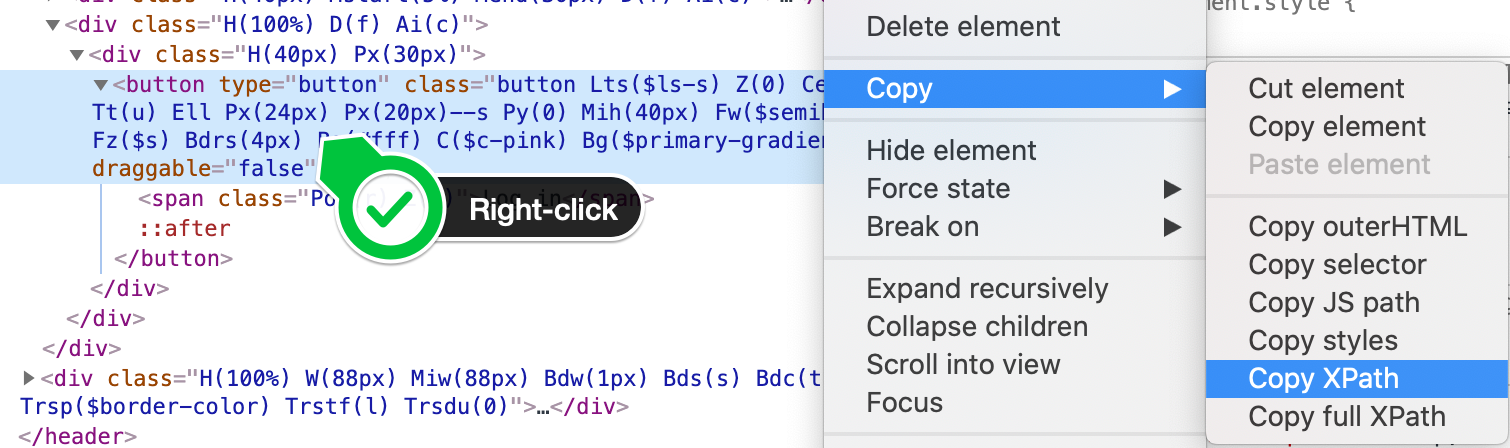 <div class="H(100%) D(f) Ai(c)">
<div class="H(40px) Px(30px)">
<button type="button" class="button Lts($ls-s) Z(0) Ce
Tt(u) Ell Px(24px) Px(20px)--s Py(0) Mih(40px) Fw($semib
Fz($s) Bdrs(4px) fff) C($c-pink) Bg($primary-gradien
draggable="false"
<span class="Po
::after
</button>
</div>
</div>
</div>
<div class="H(100%) W(88px) Miw(88px) Bdw(1px) Bds(s) Bdc(t
Trsp($border-color) Trstf(l) Trsdu(0)">…</div>
</header>
Right-click
Delete element
Copy
Hide element
Force state
Break on
Expand recursively
Collapse children
Scroll into view
Focus
ent.style {
Cut element
Copy element
Paste element
Copy outerHTML
Copy selector
Copy JS path
Copy styles
Copy XPath
Copy full XPath